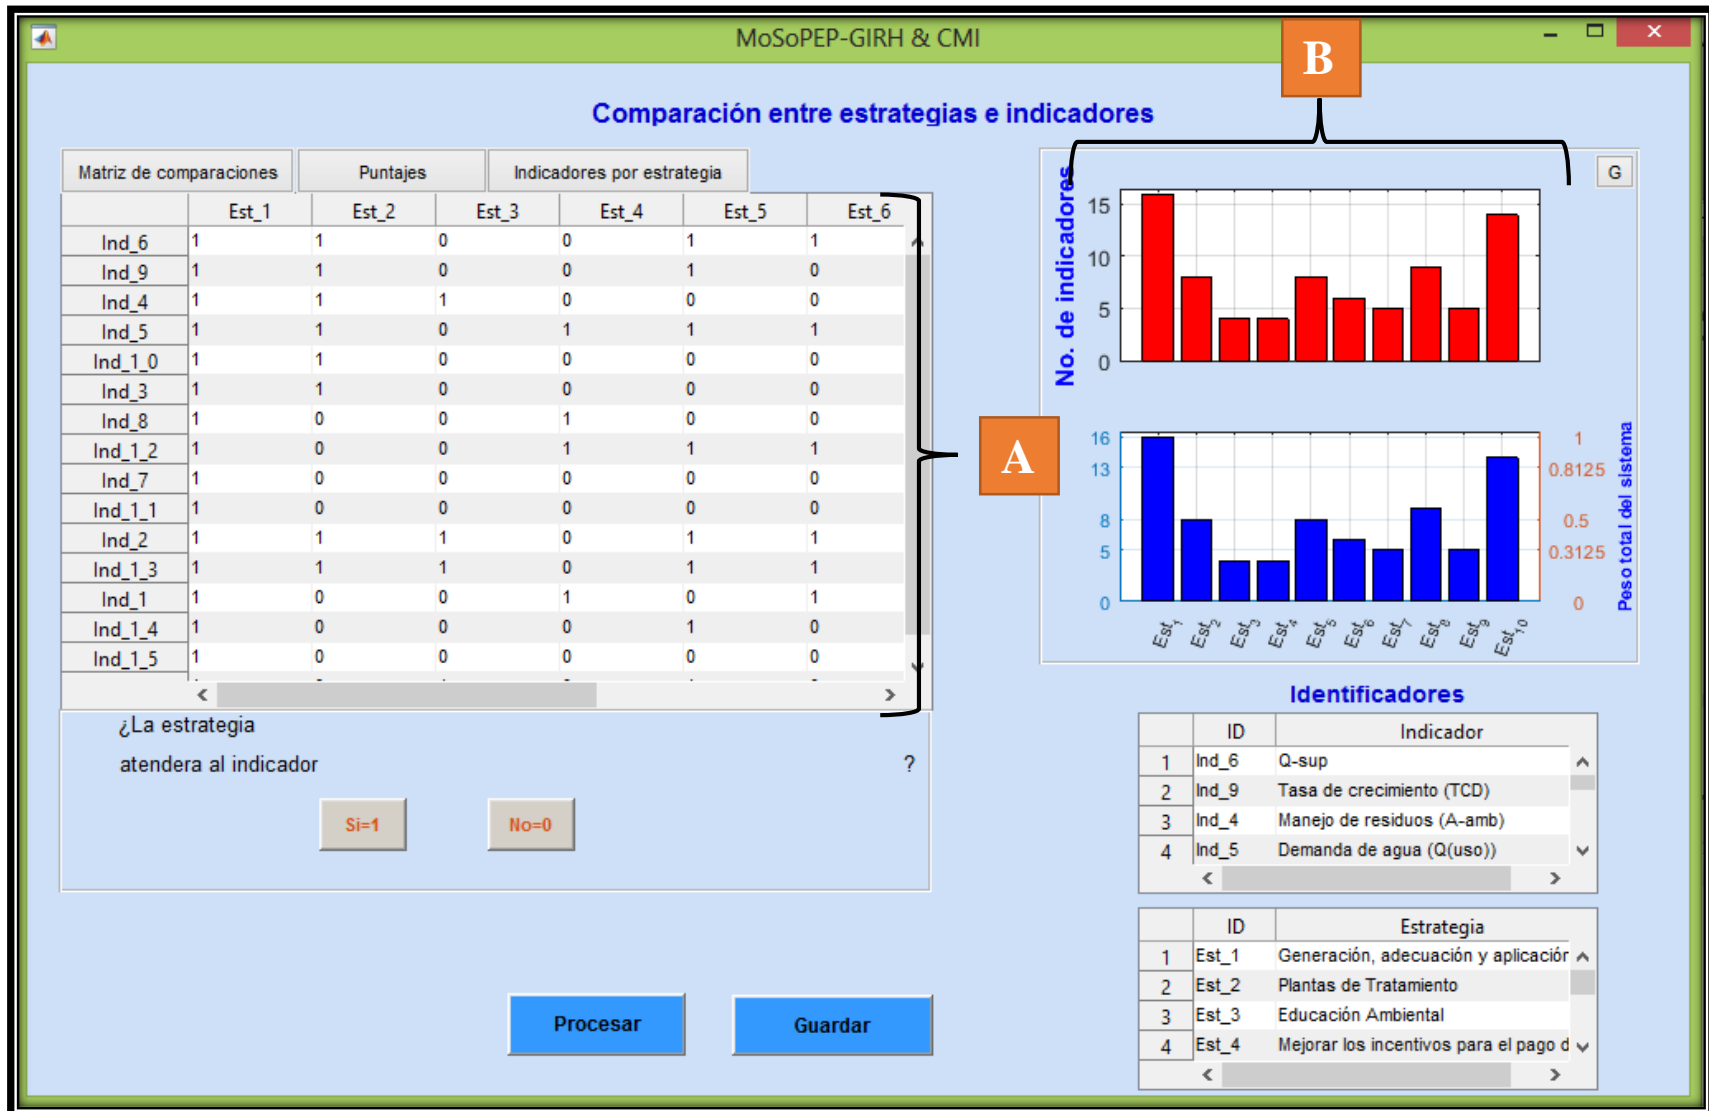 MoSoPEP-GIRH & CMI
B
Comparación entre estrategias e indicadores
Matriz de comparaciones Puntajes Indicadores por estrategia
Est_1 Est_2 Est_3 Est_4 Est_5 Est_6
Ind_6 1 1 0 0 1 1
Ind_9 1 1 0 0 1 0
Ind_4 1 1 1 0 0 0
Ind_5 1 1 0 1 1 1
Ind_1_0 1 1 0 0 0 0
Ind_3 1 1 0 0 0 0
Ind_8 1 0 0 1 0 0
Ind_1_2 1 0 0 1 1 1
Ind_7 1 0 0 0 0 0
Ind_1_1 1 0 0 0 0 0
Ind_2 1 1 1 0 1 1
Ind_1_3 1 1 1 0 1 1
Ind_1 1 0 0 1 0 1
Ind_1_4 1 0 0 0 1 0
Ind_1_5 1 0 0 0 0 0
A
¿La estrategia
atendera al indicador ?
Si=1 No=0
Procesar Guardar
G
No. de indicadores
15
10
5
0
16
13
8
5
0
1
0.8125
0.5
0.3125
0
Peso total del sistema
Est_1 Est_2 Est_3 Est_4 Est_5 Est_6 Est_7 Est_8 Est_9 Est_10
Identificadores
ID Indicador
1 Ind_6 Q-sup
2 Ind_9 Tasa de crecimiento (TCD)
3 Ind_4 Manejo de residuos (A-amb)
4 Ind_5 Demanda de agua (Q(uso))
ID Estrategia
1 Est_1 Generación, adecuación y aplicación
2 Est_2 Plantas de Tratamiento
3 Est_3 Educación Ambiental
4 Est_4 Mejorar los incentivos para el pago d